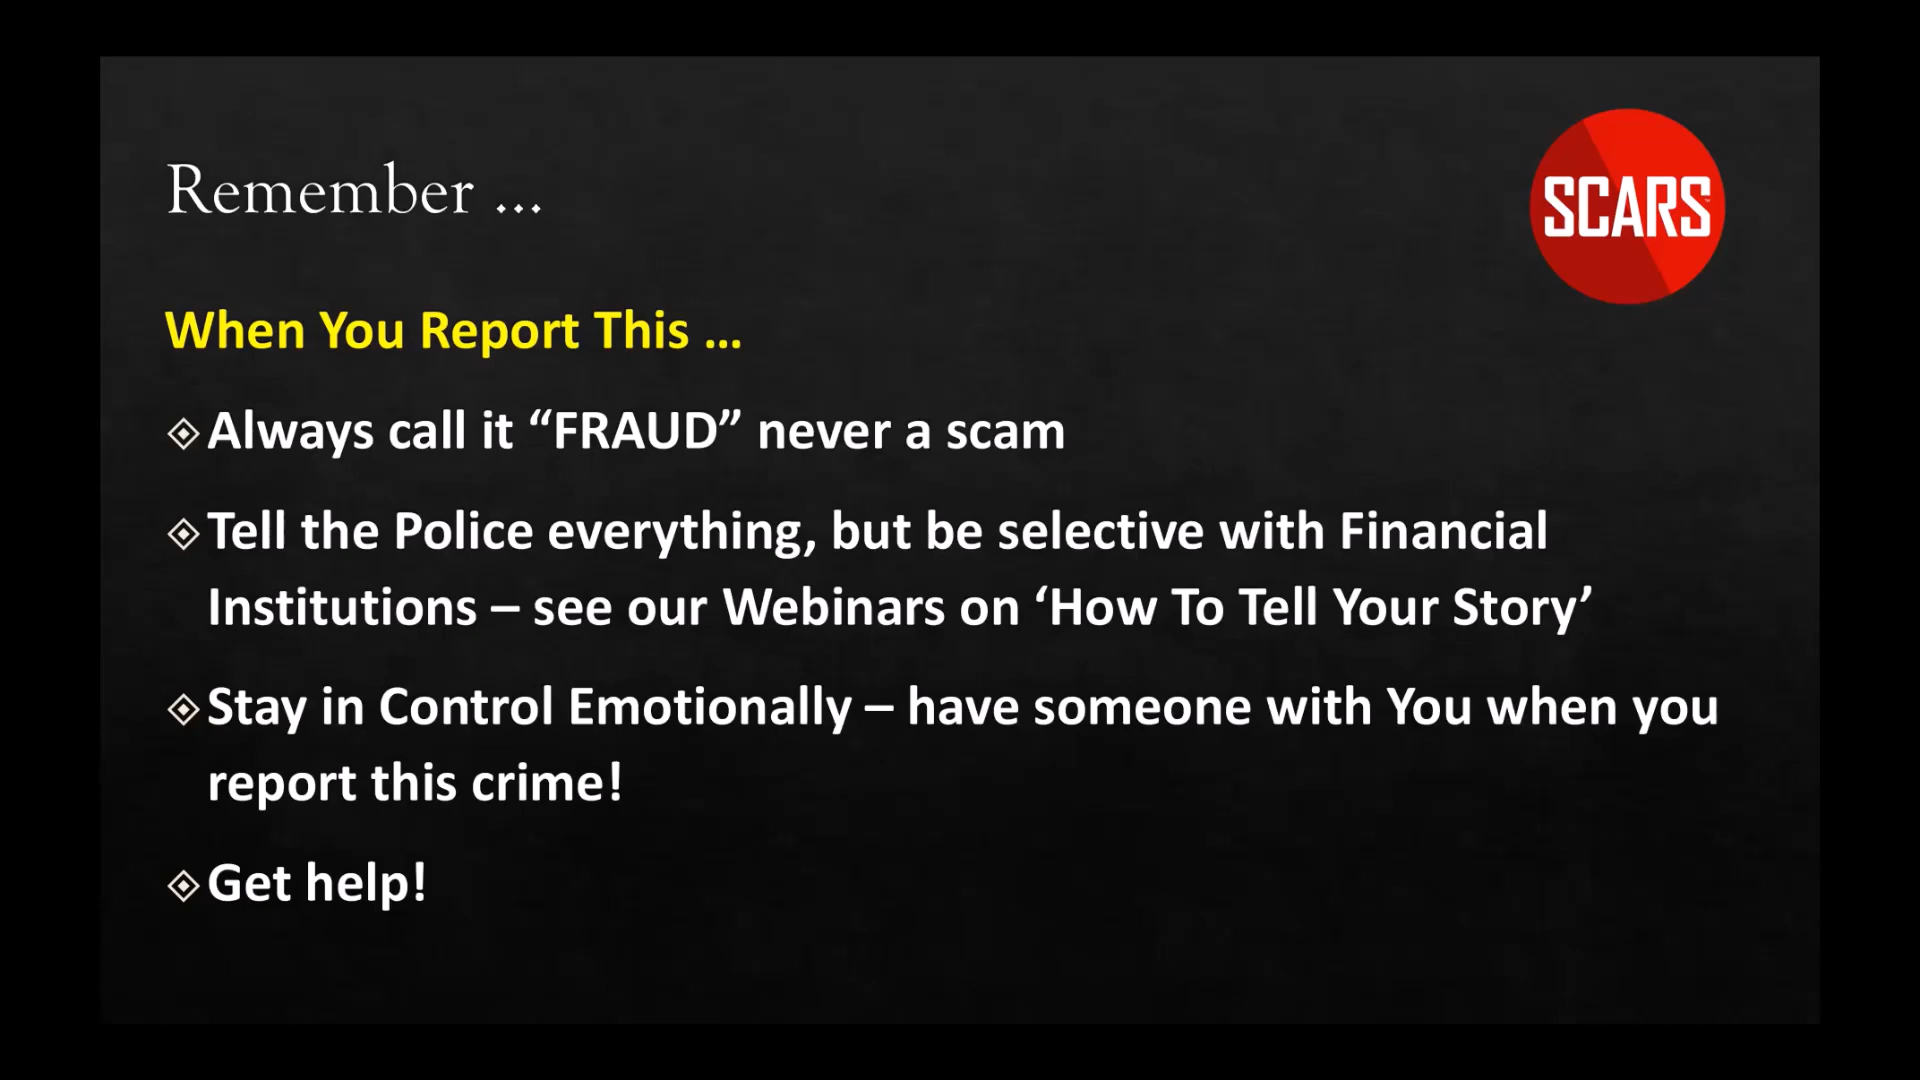 Remember ...
SCARS
When You Report This ...
Always call it “FRAUD” never a scam
Tell the Police everything, but be selective with Financial
Institutions – see our Webinars on ‘How To Tell Your Story’
Stay in Control Emotionally – have someone with You when you
report this crime!
Get help!